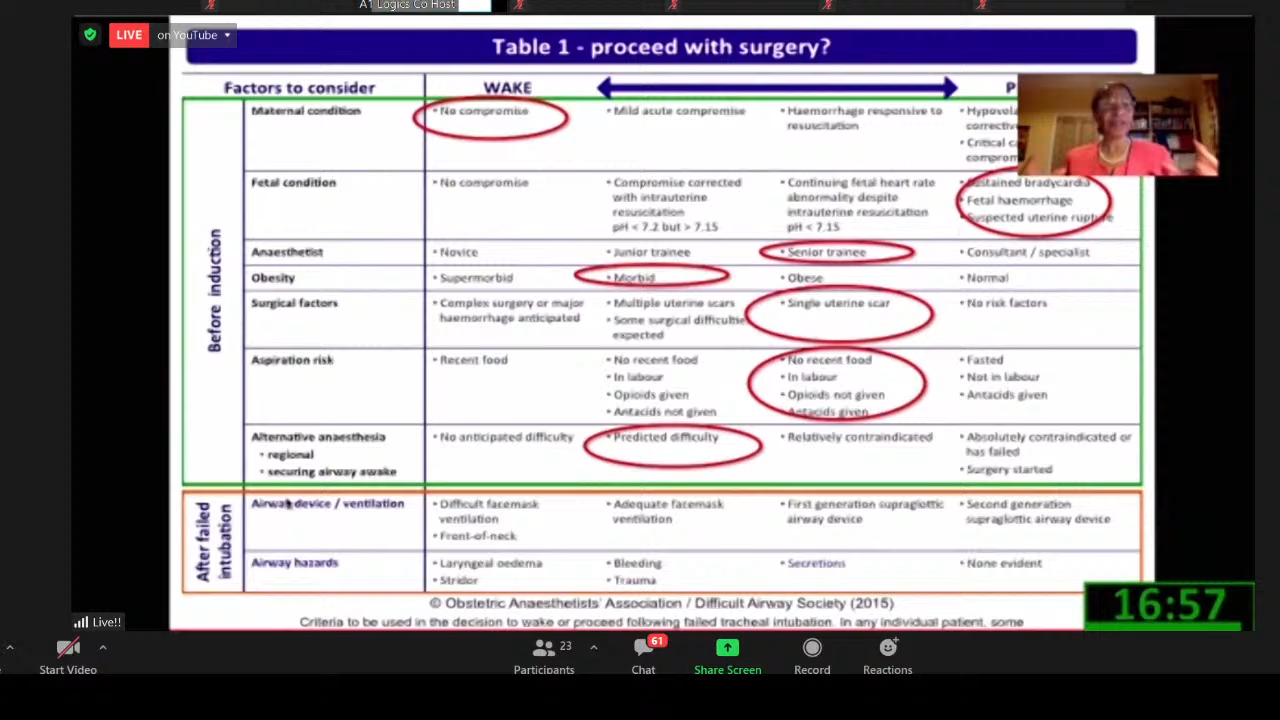 A1 Logics Co Host
LIVE on YouTube
Table 1 - proceed with surgery?
Factors to consider
WAKE
P
Before induction
Maternal condition
• No compromise
• Mild acute compromise
• Haemorrhage responsive to
resuscitation
• Hypovol
corrective
• Critical ca
comprom
Fetal condition
• No compromise
• Compromise corrected
with intrauterine
resuscitation
pH < 7.2 but > 7.15
• Continuing fetal heart rate
abnormality despite
intrauterine resuscitation
pH < 7.15
• Sustained bradycardia
• Fetal haemorrhage
• Suspected uterine rupture
Anaesthetist
• Novice
• Junior trainee
• Senior trainee
• Consultant / specialist
Obesity
• Supermorbid
• Morbid
• Obese
• Normal
Surgical factors
• Complex surgery or major
haemorrhage anticipated
• Multiple uterine scars
• Some surgical difficulties
expected
• Single uterine scar
• No risk factors
Aspiration risk
• Recent food
• No recent food
• In labour
• Opioids given
• Antacids not given
• No recent food
• In labour
• Opioids not given
• Antacids given
• Fasted
• Not in labour
• Antacids given
Alternative anaesthesia
• regional
• securing airway awake
• No anticipated difficulty
• Predicted difficulty
• Relatively contraindicated
• Absolutely contraindicated or
has failed
• Surgery started
After failed
intubation
Airway device / ventilation
• Difficult facemask
ventilation
• Front-of-neck
• Adequate facemask
ventilation
• First generation supraglottic
airway device
• Second generation
supraglottic airway device
Airway hazards
• Laryngeal oedema
• Stridor
• Bleeding
• Trauma
• Secretions
• None evident
© Obstetric Anaesthetists' Association / Difficult Airway Society (2015)
Criteria to be used in the decision to wake or proceed following failed tracheal intubation. In any individual patient, some
16:57
Live!!
Start Video
23
Participants
61
Chat
Share Screen
Record
Reactions